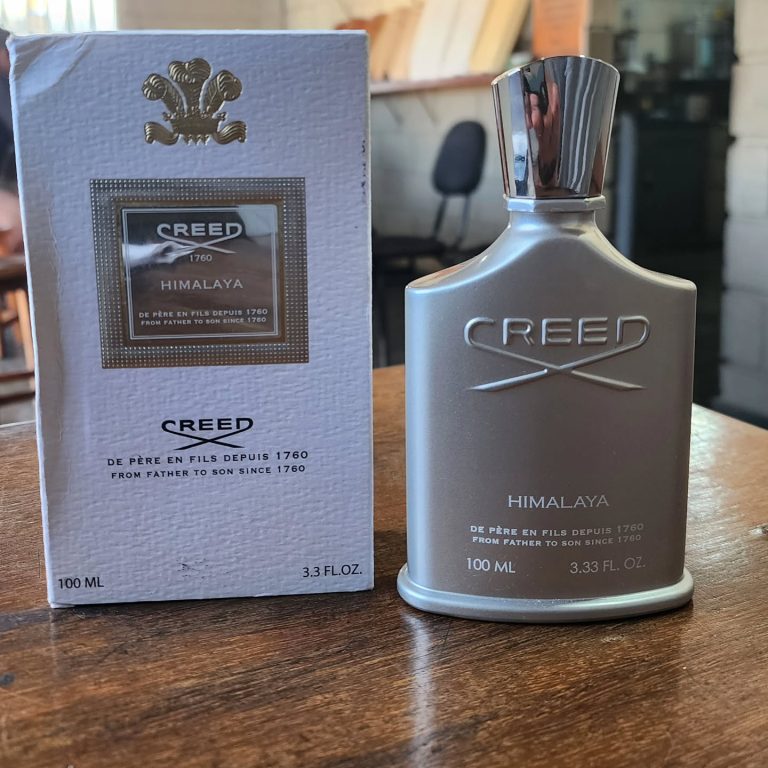 CREED
1760
HIMALAYA
DE PÈRE EN FILS DEPUIS 1760
FROM FATHER TO SON SINCE 1760
CREED
DE PÈRE EN FILS DEPUIS 1760
FROM FATHER TO SON SINCE 1760
100 ML 3.3 FL.OZ.
CREED
HIMALAYA
DE PÈRE EN FILS DEPUIS 1760
FROM FATHER TO SON SINCE 1760
100 ML 3.33 FL. OZ.